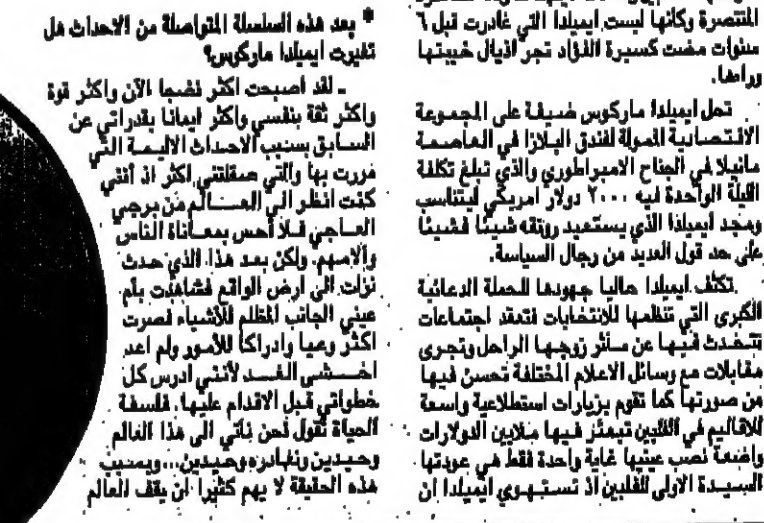 المنتصرة وكأنها ليست ايميلدا التي غادرت قبل ٦
سنوات مضت كسيرة الفؤاد تجر اذيال خيبتها
وراءها.
تحل ايميلدا ماركوس ضيفة على المجموعة
الائتصابية الممولة لفندق البلازا في العاصمة
مانيلا في الجناح الامبراطوري والذي تبلغ تكلفة
الليلة الواحدة فيه ٢٠٠٠ دولار امريكي ليتناسب
ومجد ايميلدا الذي يستعيد رونقه شيئا فشيئا
على حد قول العديد من رجال السياسة.
تكثف ايميلدا حاليا جهودها للحملة الدعائية
الكبرى التي تنظمها للانتخابات فتعقد اجتماعات
تتحدث فيها عن مآثر زوجها الراحل وتجرى
مقابلات مع وسائل الاعلام المختلفة تحسن فيها
من صورتها كما تقوم بزيارات استطلاعية واسعة
للاقاليم في الفلبين تبعثر فيها ملايين الدولارات
واضعة نصب عينيها غاية واحدة فقط هي عودتها
السيدة الاولى للفلبين اذ تستهوي ايميلدا ان
* بعد هذه السلسلة المتواصلة من الاحداث هل
تغيرت ايميلدا ماركوس؟
ـ لقد أصبحت اكثر نضجا الآن واكثر قوة
واكثر ثقة بنفسي واكثر ايمانا بقدراتي عن
السابق بسبب الاحداث الاليمة التي
مررت بها والتي صقلتني اكثر اذ أنني
كنت انظر الى العالم من برجي
العاجي فلا أحس بمعاناة الناس
وآلامهم. ولكن بعد هذا الذي حدث
نزلت الى ارض الواقع فشاهدت بأم
عيني الجانب المظلم للأشياء فصرت
اكثر وعيا وادراكا للأمور ولم اعد
اخشى الغد لأنني ادرس كل
خطواتي قبل الاقدام عليها. فلسفة
الحياة تقول نحن نأتي الى هذا العالم
وحيدين ونغادره وحيدين... وبسبب
هذه الحقيقة لا يهم كثيرا ان يقف العالم